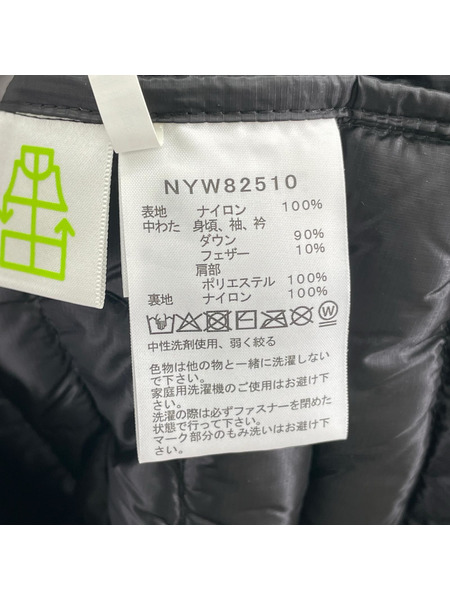 NYW82510
表地 ナイロン 100%
中わた 身頃、袖、衿
ダウン 90%
フェザー 10%
肩部
ポリエステル 100%
裏地 ナイロン 100%
W
中性洗剤使用、弱く絞る
色物は他の物と一緒に洗濯しない
で下さい。
家庭用洗濯機のご使用はお避け下
さい。
洗濯の際は必ずファスナーを閉めた
状態で行って下さい。
マーク部分のもみ洗いはお避け下
さい。